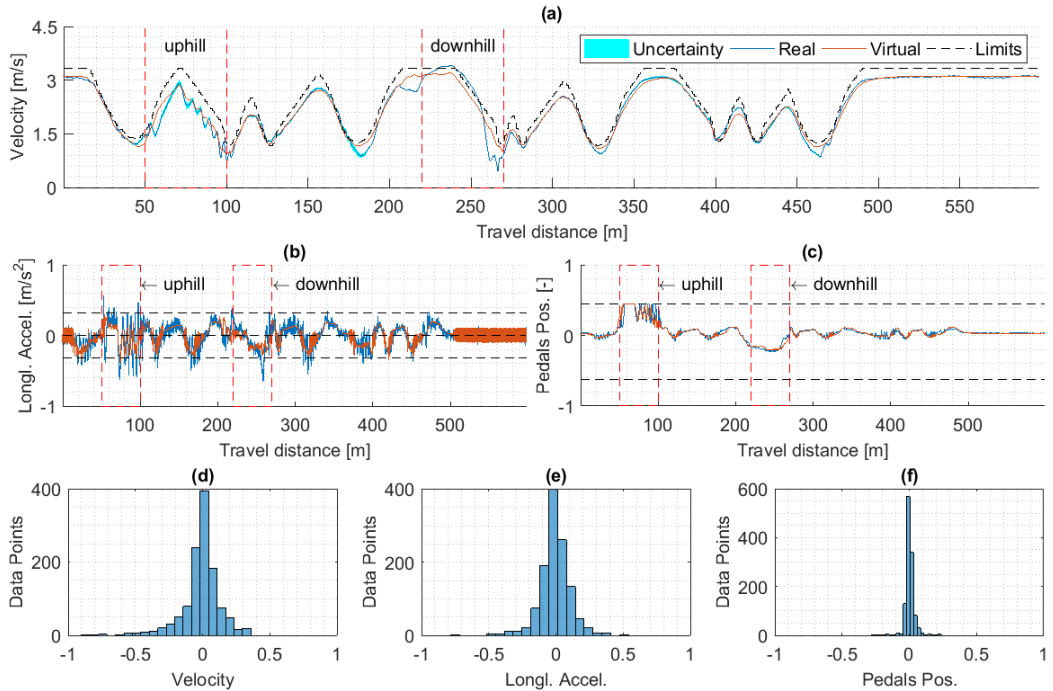 (a)
4.5
3
1.5
0
Velocity [m/s]
uphill
downhill
Uncertainty Real Virtual Limits
50 100 150 200 250 300 350 400 450 500 550
Travel distance [m]
(b)
1
0
-1
Longl. Accel. [m/s²]
uphill
downhill
100 200 300 400 500
Travel distance [m]
(c)
1
0
-1
Pedals Pos. [-]
uphill
downhill
100 200 300 400 500
Travel distance [m]
(d)
400
200
0
Data Points
-1 -0.5 0 0.5 1
Velocity
(e)
400
200
0
Data Points
-1 -0.5 0 0.5 1
Longl. Accel.
(f)
600
400
200
0
Data Points
-1 -0.5 0 0.5 1
Pedals Pos.